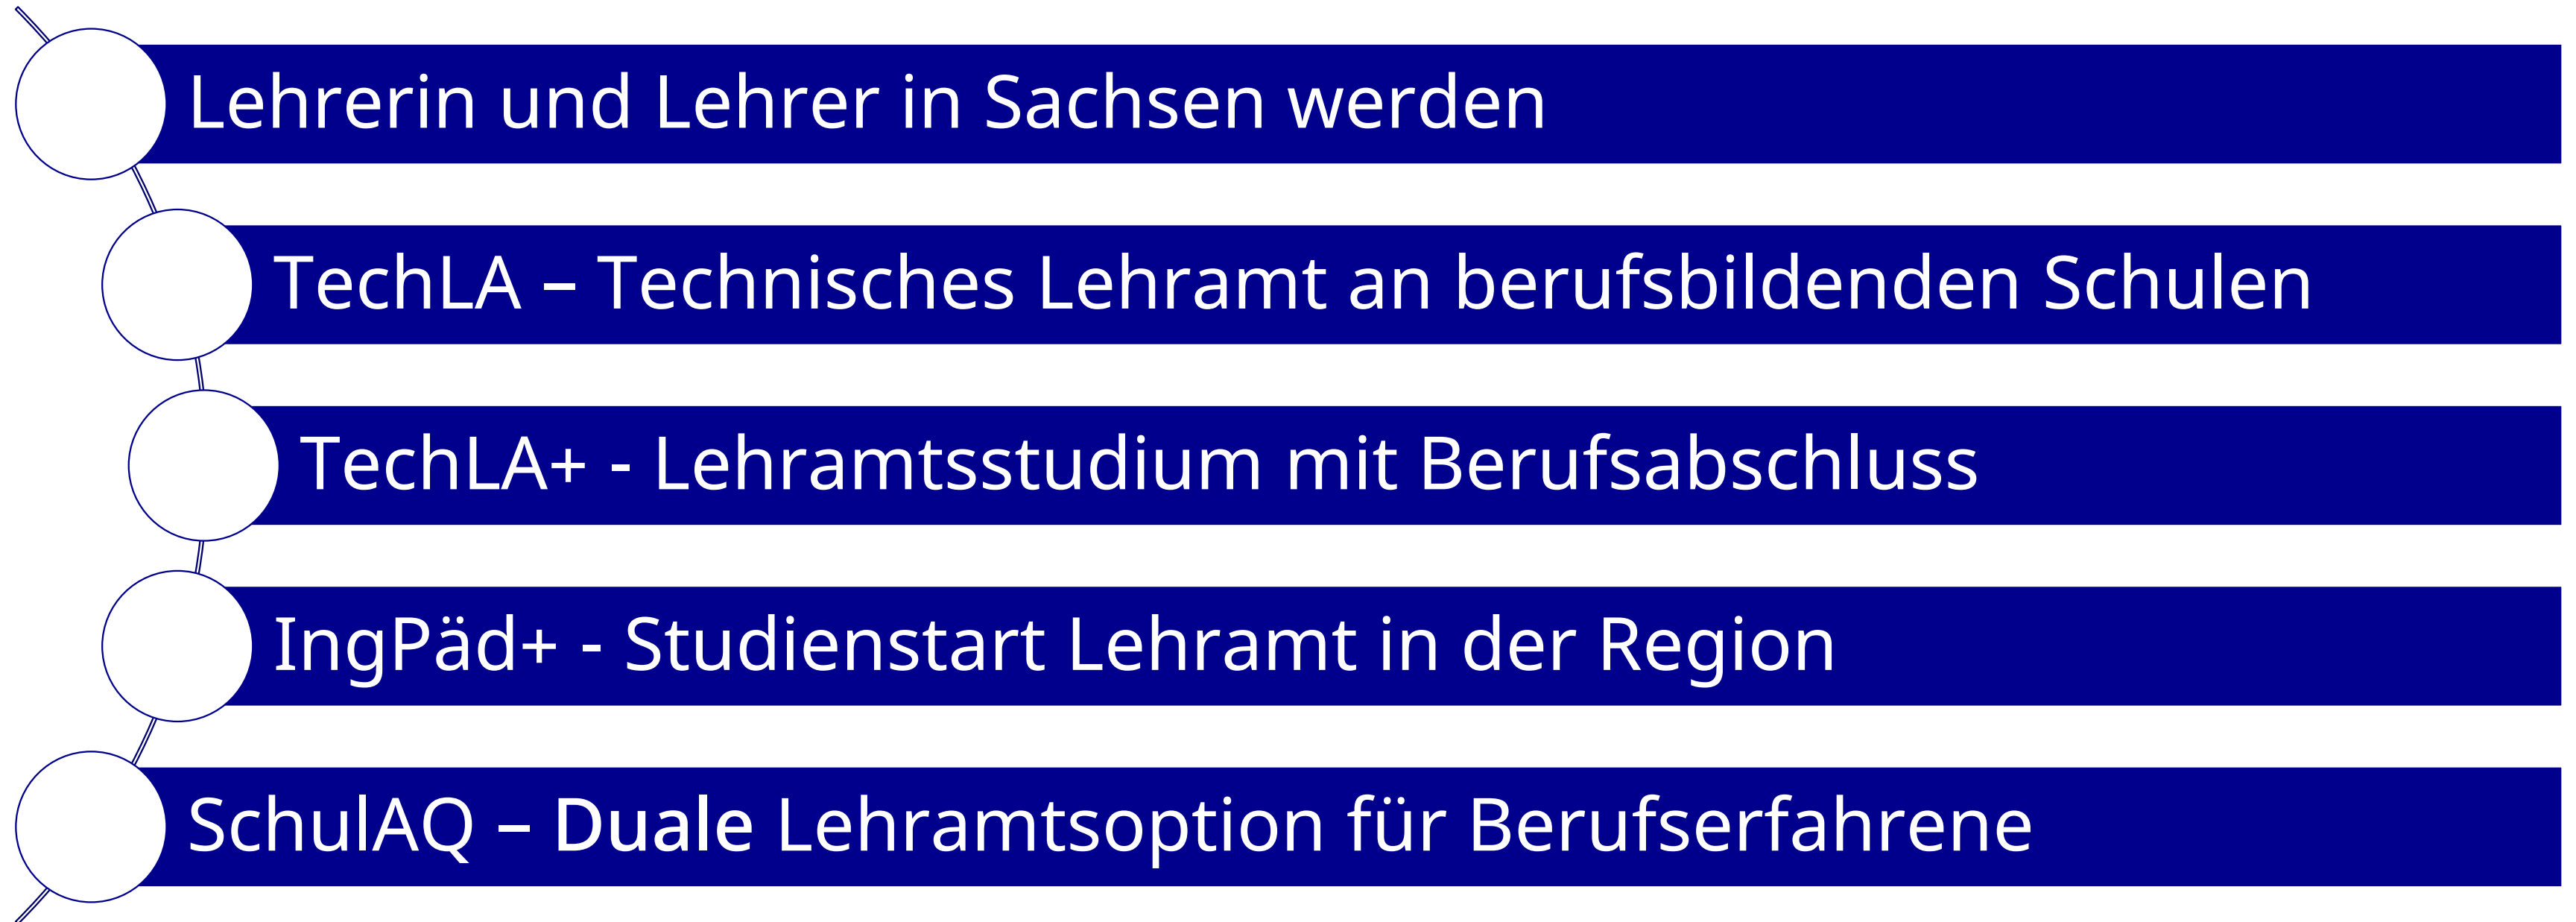 Lehrerin und Lehrer in Sachsen werden
TechLA – Technisches Lehramt an berufsbildenden Schulen
TechLA+ - Lehramtsstudium mit Berufsabschluss
IngPäd+ - Studienstart Lehramt in der Region
SchulAQ – Duale Lehramtsoption für Berufserfahrene